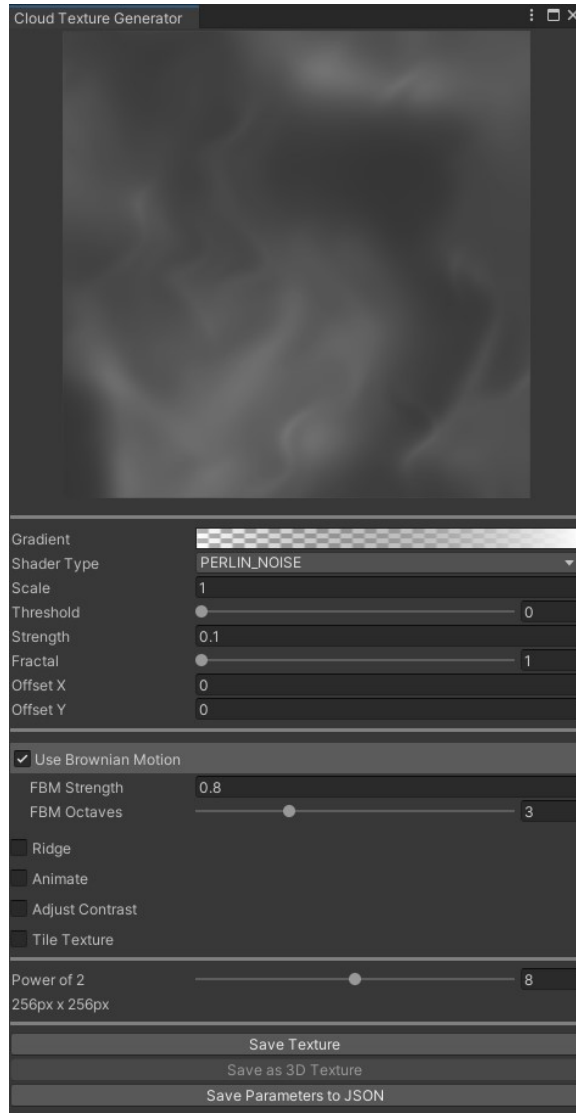 Cloud Texture Generator
Gradient
Shader Type PERLIN_NOISE
Scale 1
Threshold 0
Strength 0.1
Fractal 1
Offset X 0
Offset Y 0
Use Brownian Motion
FBM Strength 0.8
FBM Octaves 3
Ridge
Animate
Adjust Contrast
Tile Texture
Power of 2 8
256px x 256px
Save Texture
Save as 3D Texture
Save Parameters to JSON